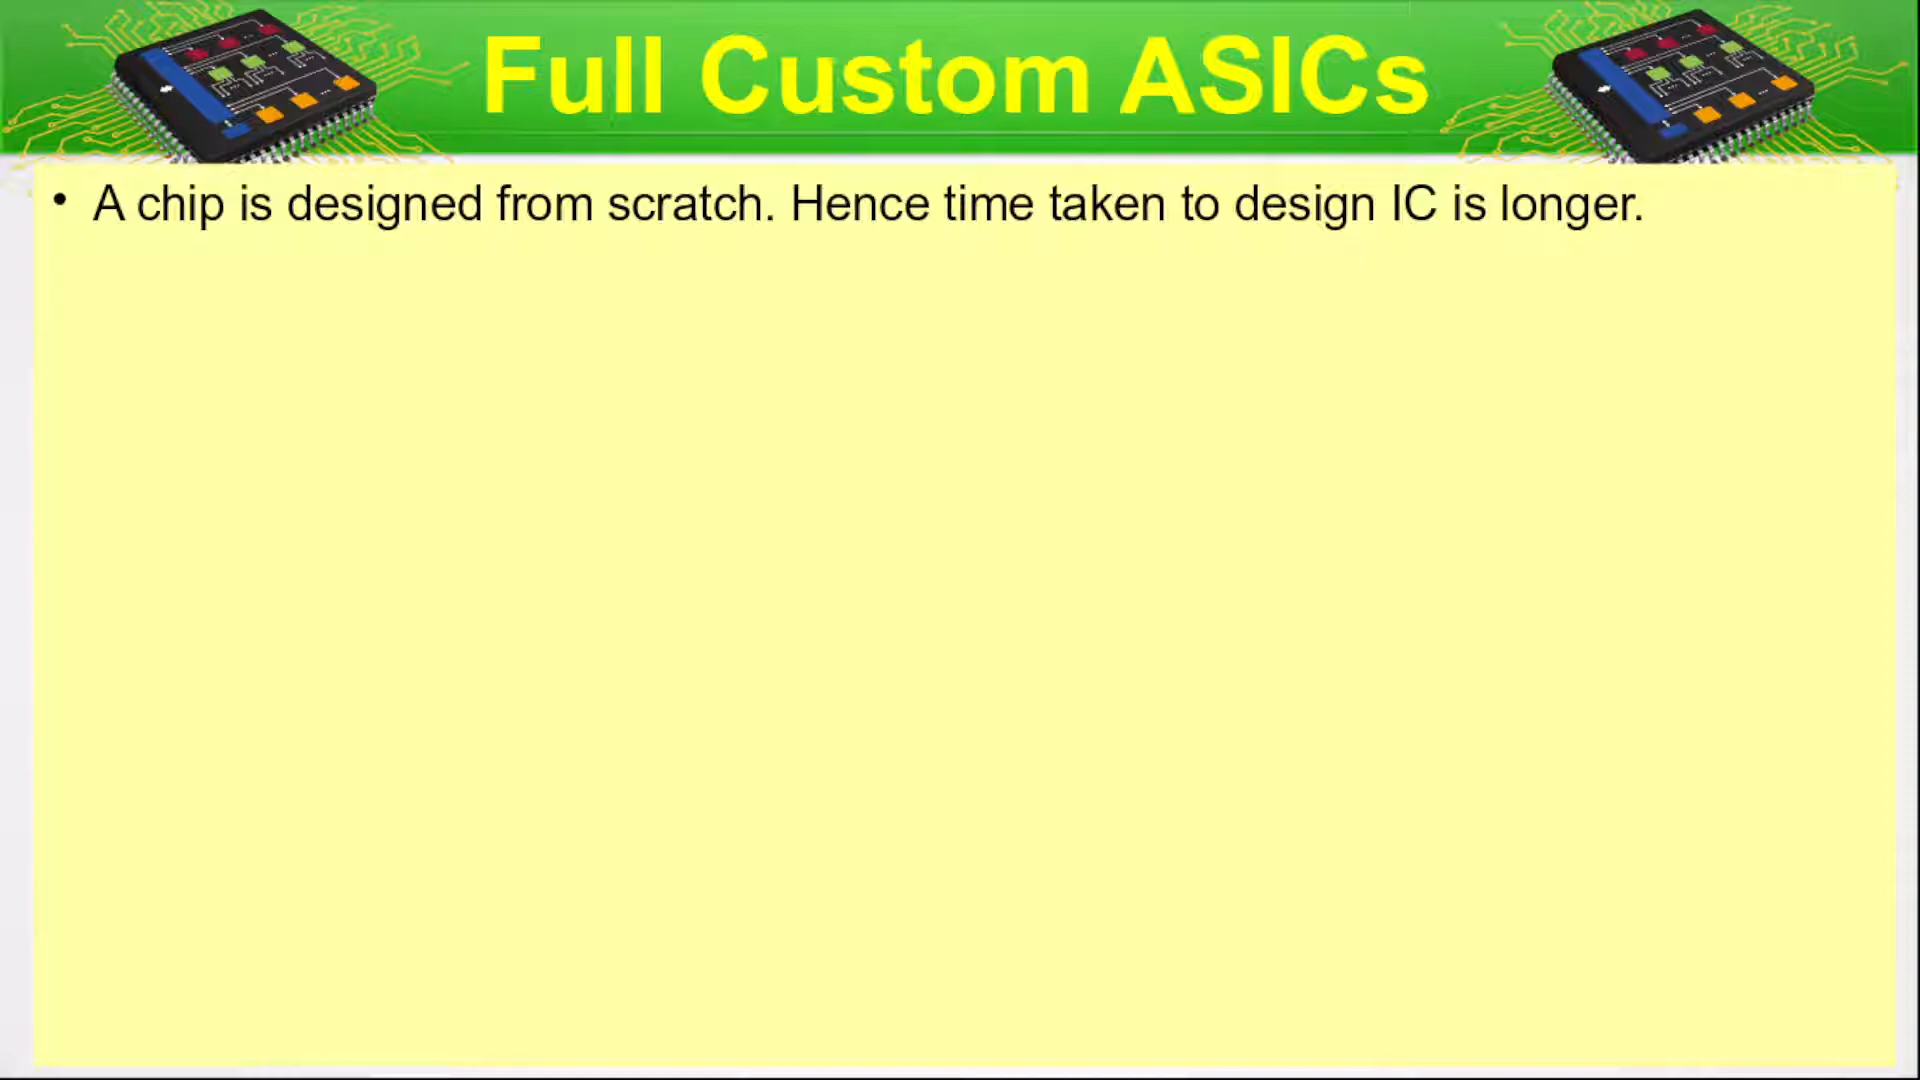 Full Custom ASICs
• A chip is designed from scratch. Hence time taken to design IC is longer.